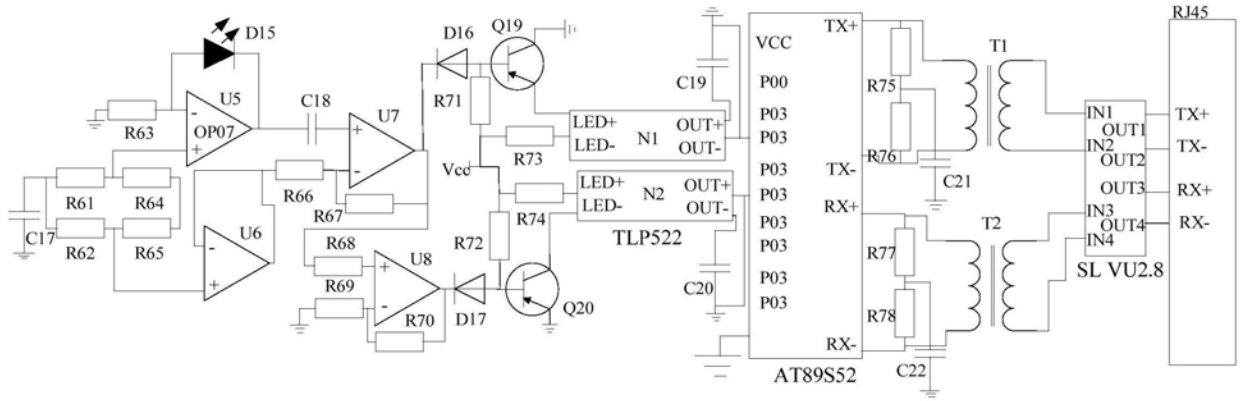 RJ45
D15
D16
Q19
TX+
T1
VCC
U5
C18
U7
R71
C19
P00
R75
R63
OP07
LED+
LED-
N1
OUT+
OUT-
P03
P03
IN1
OUT1
IN2
OUT2
TX+
TX-
R73
R76
Vcc
R66
R61
R64
R67
LED+
LED-
N2
OUT+
OUT-
P03
P03
P03
TX-
C21
OUT3
RX+
C17
R62
R65
U6
R74
TLP522
RX+
T2
IN3
OUT4
IN4
RX-
R68
R72
P03
R77
SL VU2.8
U8
C20
P03
R69
P03
R78
R70
D17
Q20
RX-
C22
AT89S52